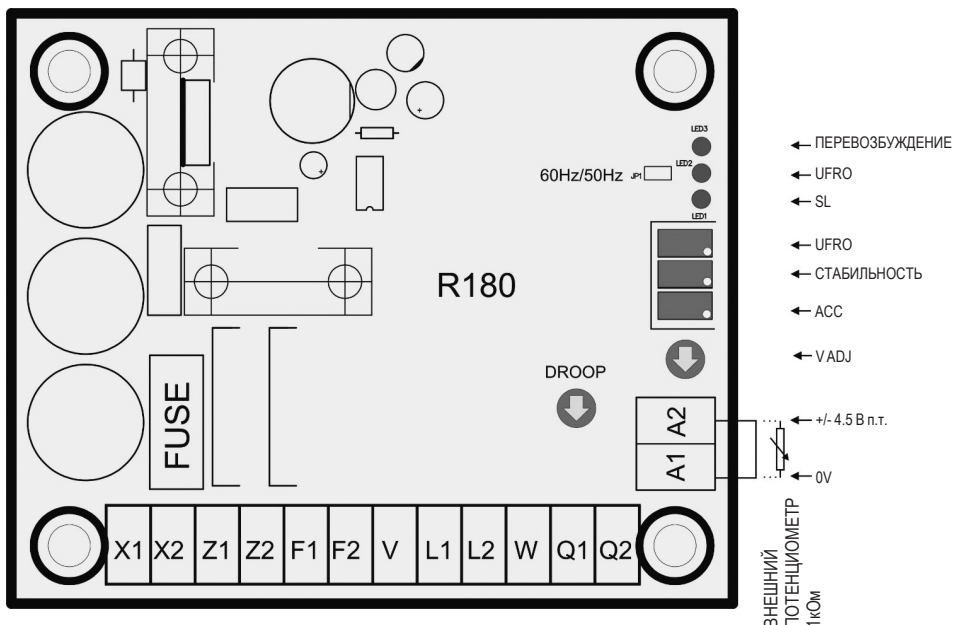 LED3
ПЕРЕВОЗБУЖДЕНИЕ
60Hz/50Hz
JP1
LED2
UFRO
SL
LED1
UFRO
СТАБИЛЬНОСТЬ
ACC
R180
V ADJ
DROOP
FUSE
A2
+/- 4.5 В п.т.
A1
0V
X1 X2 Z1 Z2 F1 F2 V L1 L2 W Q1 Q2
ВНЕШНИЙ
ПОТЕНЦИОМЕТР
1кОм